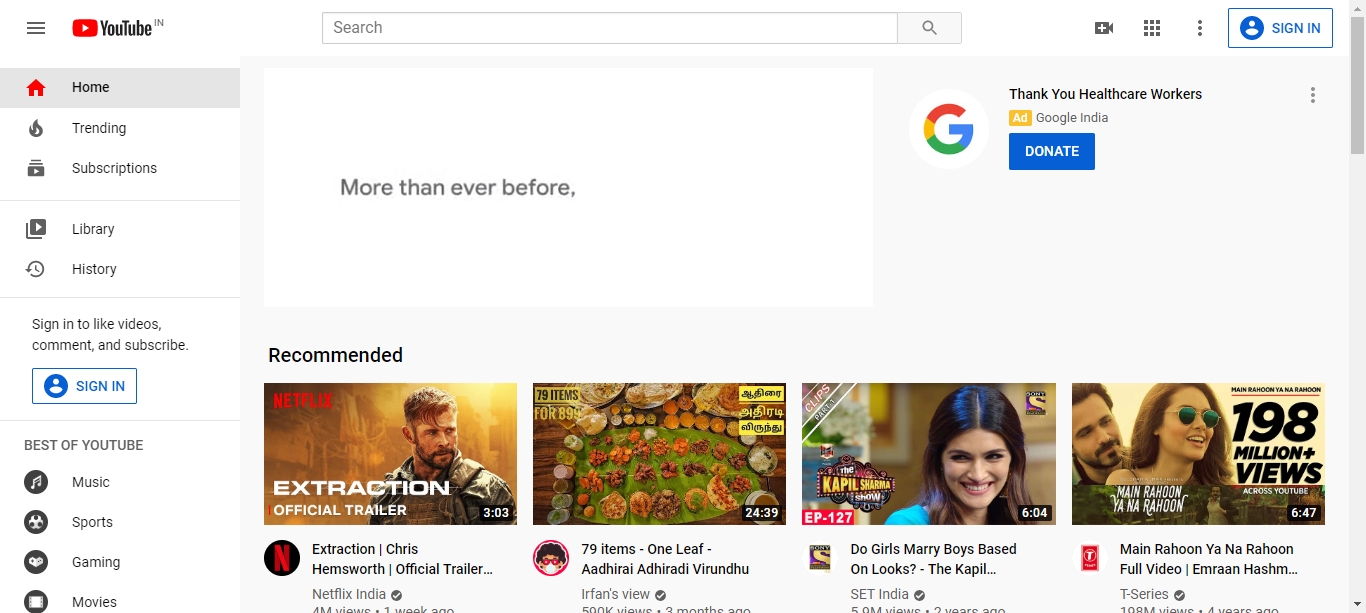 YouTube IN
Search
SIGN IN
Home
Trending
Subscriptions
Library
History
Sign in to like videos,
comment, and subscribe.
SIGN IN
BEST OF YOUTUBE
Music
Sports
Gaming
Movies
More than ever before,
Thank You Healthcare Workers
Ad Google India
DONATE
Recommended
NETFLIX
EXTRACTION
OFFICIAL TRAILER
3:03
Extraction | Chris
Hemsworth | Official Trailer...
Netflix India
4M views • 1 week ago
79 ITEMS
FOR 899
ஆதிரை
அதிரடி
விருந்து
24:39
79 items - One Leaf -
Aadhirai Adhiradi Virundhu
Irfan's view
590K views • 3 months ago
CLIPS
PART-1
SONY
The
KAPIL SHARMA
Show
EP-127
6:04
Do Girls Marry Boys Based
On Looks? - The Kapil...
SET India
5.9M views • 2 years ago
MAIN RAHOON YA NA RAHOON
198
MILLION+
VIEWS
ACROSS YOUTUBE
MAIN RAHOON
YA NA RAHOON
6:47
Main Rahoon Ya Na Rahoon
Full Video | Emraan Hashm...
T-Series
198M views • 4 years ago